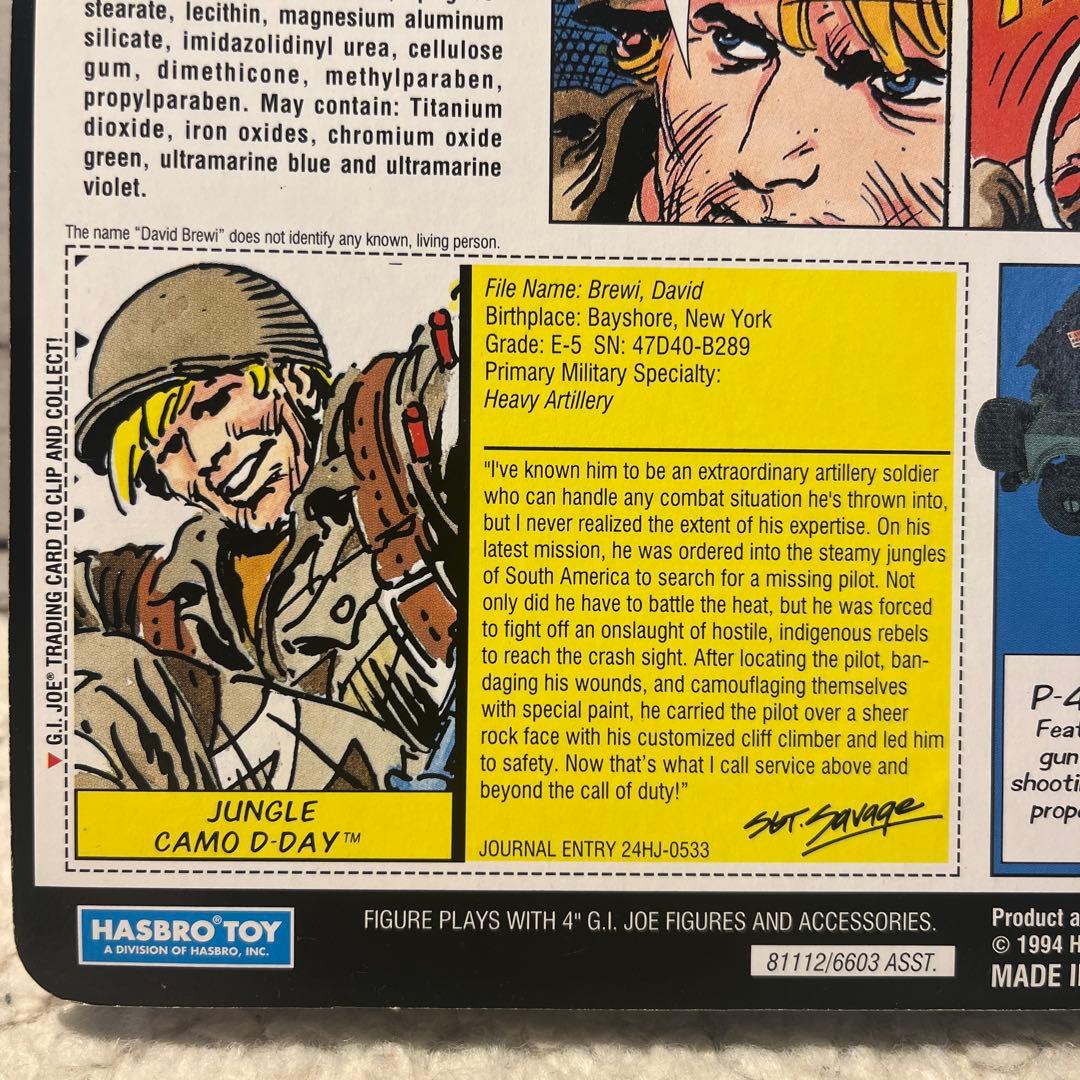 stearate, lecithin, magnesium aluminum
silicate, imidazolidinyl urea, cellulose
gum, dimethicone, methylparaben,
propylparaben. May contain: Titanium
dioxide, iron oxides, chromium oxide
green, ultramarine blue and ultramarine
violet.
The name “David Brewi” does not identify any known, living person.
G.I. JOE® TRADING CARD TO CLIP AND COLLECT!
File Name: Brewi, David
Birthplace: Bayshore, New York
Grade: E-5 SN: 47D40-B289
Primary Military Specialty:
Heavy Artillery
"I've known him to be an extraordinary artillery soldier
who can handle any combat situation he's thrown into,
but I never realized the extent of his expertise. On his
latest mission, he was ordered into the steamy jungles
of South America to search for a missing pilot. Not
only did he have to battle the heat, but he was forced
to fight off an onslaught of hostile, indigenous rebels
to reach the crash sight. After locating the pilot, ban-
daging his wounds, and camouflaging themselves
with special paint, he carried the pilot over a sheer
rock face with his customized cliff climber and led him
to safety. Now that's what I call service above and
beyond the call of duty!”
Sgt. Savage
JOURNAL ENTRY 24HJ-0533
JUNGLE
CAMO D-DAY™
P-4
Feat
gun
shooti
prope
HASBRO® TOY
A DIVISION OF HASBRO, INC.
FIGURE PLAYS WITH 4" G.I. JOE FIGURES AND ACCESSORIES.
81112/6603 ASST.
Product a
© 1994 H
MADE I